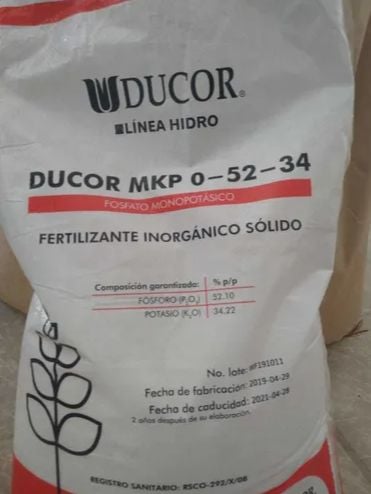 DUCOR®
LÍNEA HIDRO
DUCOR MKP 0-52-34
FOSFATO MONOPOTÁSICO
FERTILIZANTE INORGÁNICO SÓLIDO
Composición garantizada: % p/p
FÓSFORO (P₂O₅) 52.10
POTASIO (K₂O) 34.22
No. lote: MF191011
Fecha de fabricación: 2019-04-29
Fecha de caducidad: 2021-04-28
2 años después de su elaboración.
REGISTRO SANITARIO: RSCO-292/X/08